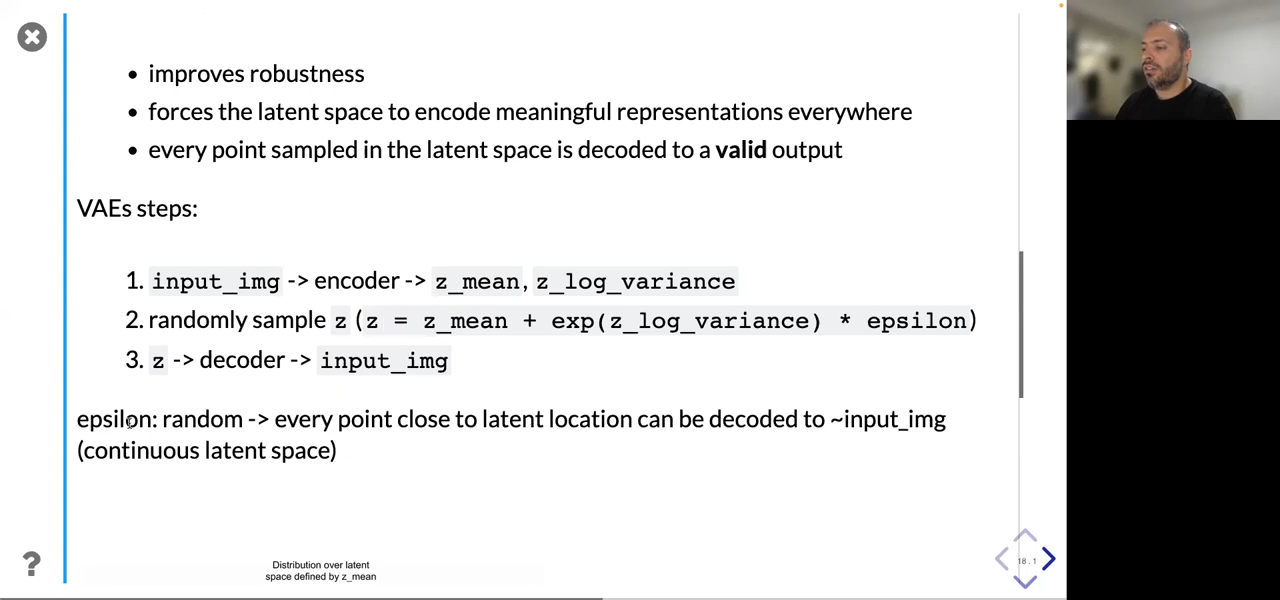 • improves robustness
• forces the latent space to encode meaningful representations everywhere
• every point sampled in the latent space is decoded to a valid output
VAEs steps:
1. input_img -> encoder -> z_mean, z_log_variance
2. randomly sample z (z = z_mean + exp(z_log_variance) * epsilon)
3. z -> decoder -> input_img
epsilon: random -> every point close to latent location can be decoded to ~input_img
(continuous latent space)
Distribution over latent
space defined by z_mean
?
18.1